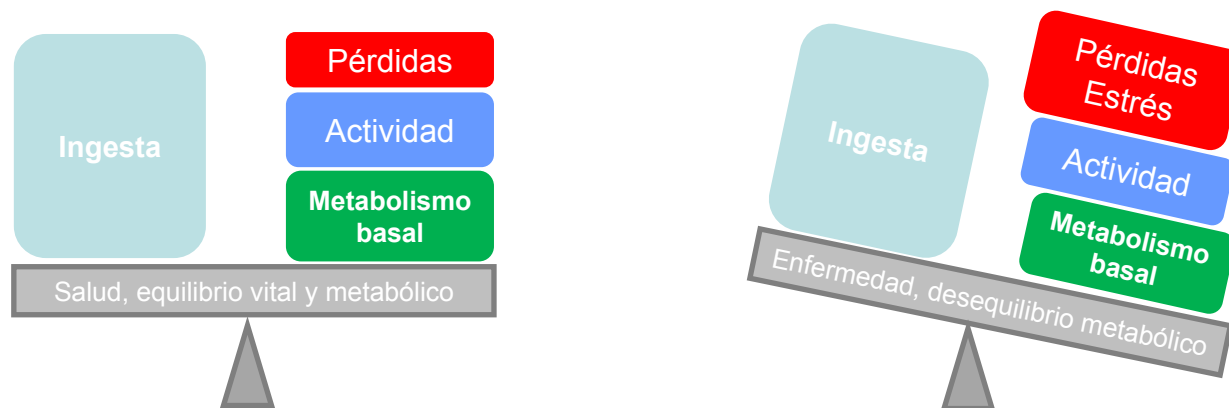 Ingesta
Pérdidas
Actividad
Metabolismo
basal
Salud, equilibrio vital y metabólico
Ingesta
Pérdidas
Estrés
Actividad
Metabolismo
basal
Enfermedad, desequilibrio metabólico